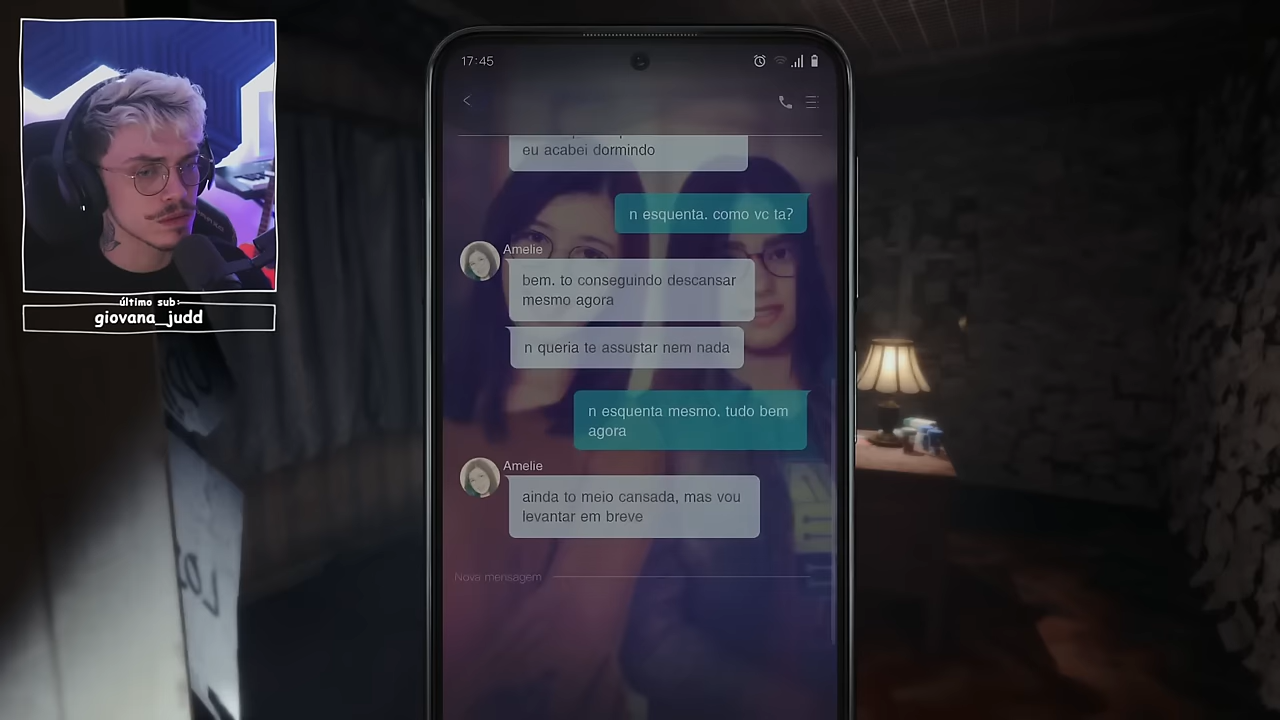 17:45
eu acabei dormindo
n esquenta. como vc ta?
Amelie
bem. to conseguindo descansar
mesmo agora
n queria te assustar nem nada
n esquenta mesmo. tudo bem
agora
Amelie
ainda to meio cansada, mas vou
levantar em breve
Nova mensagem
último sub:
giovana_judd